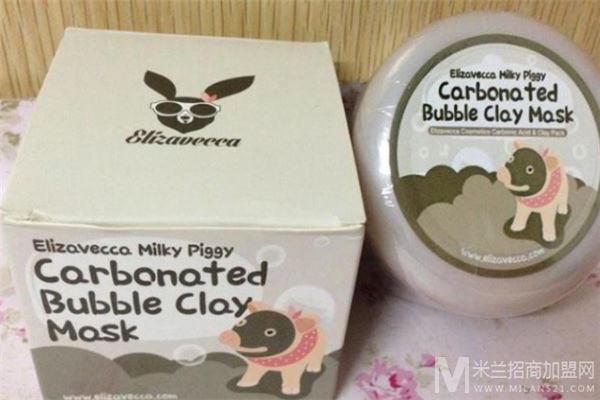 Elizavecca
Elizavecca Milky Piggy
Carbonated
Bubble Clay
Mask
www.elizavecca.com
Elizavecca Milky Piggy
Carbonated
Bubble Clay Mask
Elizavecca Cosmetics Carbonic Acid & Clay Pack
www.elizavecca.com
米兰招商加盟网
WWW.MILAN521.COM